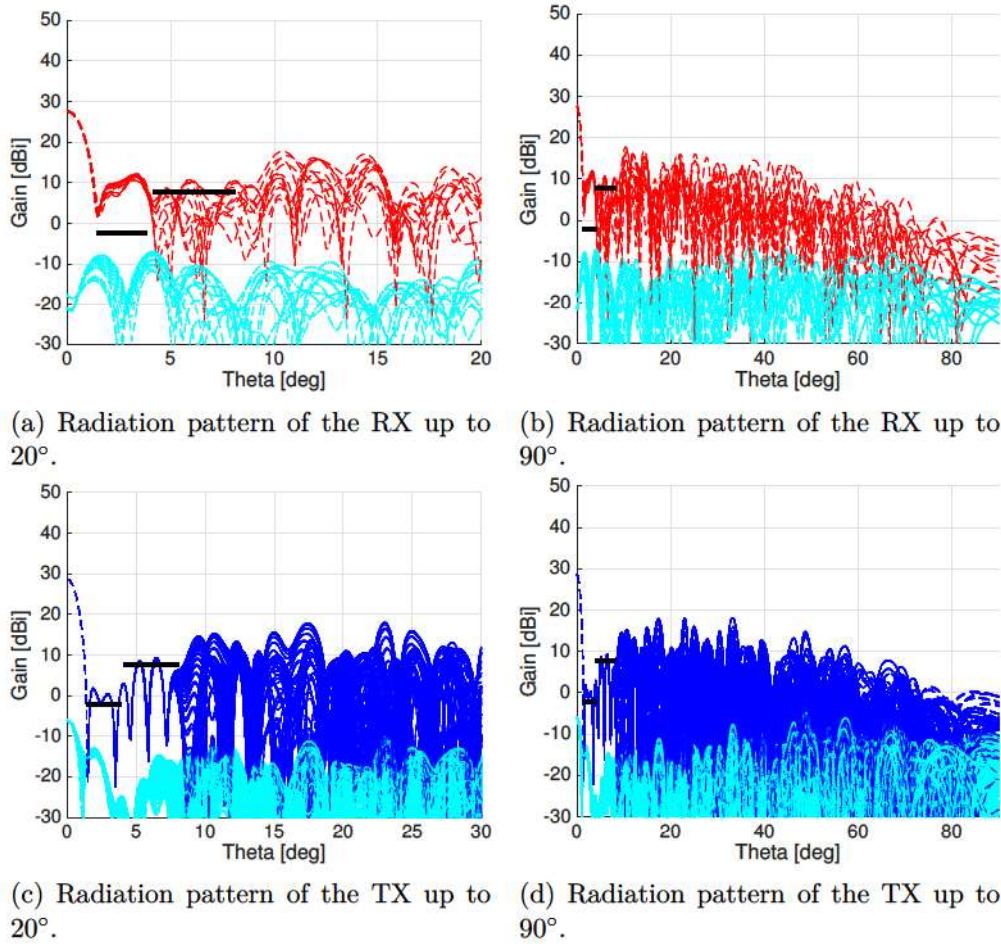 50
40
30
20
10
0
-10
-20
-30
Gain [dBi]
0 5 10 15 20
Theta [deg]
50
40
30
20
10
0
-10
-20
-30
Gain [dBi]
0 20 40 60 80
Theta [deg]
(a) Radiation pattern of the RX up to
20°.
(b) Radiation pattern of the RX up to
90°.
50
40
30
20
10
0
-10
-20
-30
Gain [dBi]
0 5 10 15 20 25 30
Theta [deg]
50
40
30
20
10
0
-10
-20
-30
Gain [dBi]
0 20 40 60 80
Theta [deg]
(c) Radiation pattern of the TX up to
20°.
(d) Radiation pattern of the TX up to
90°.